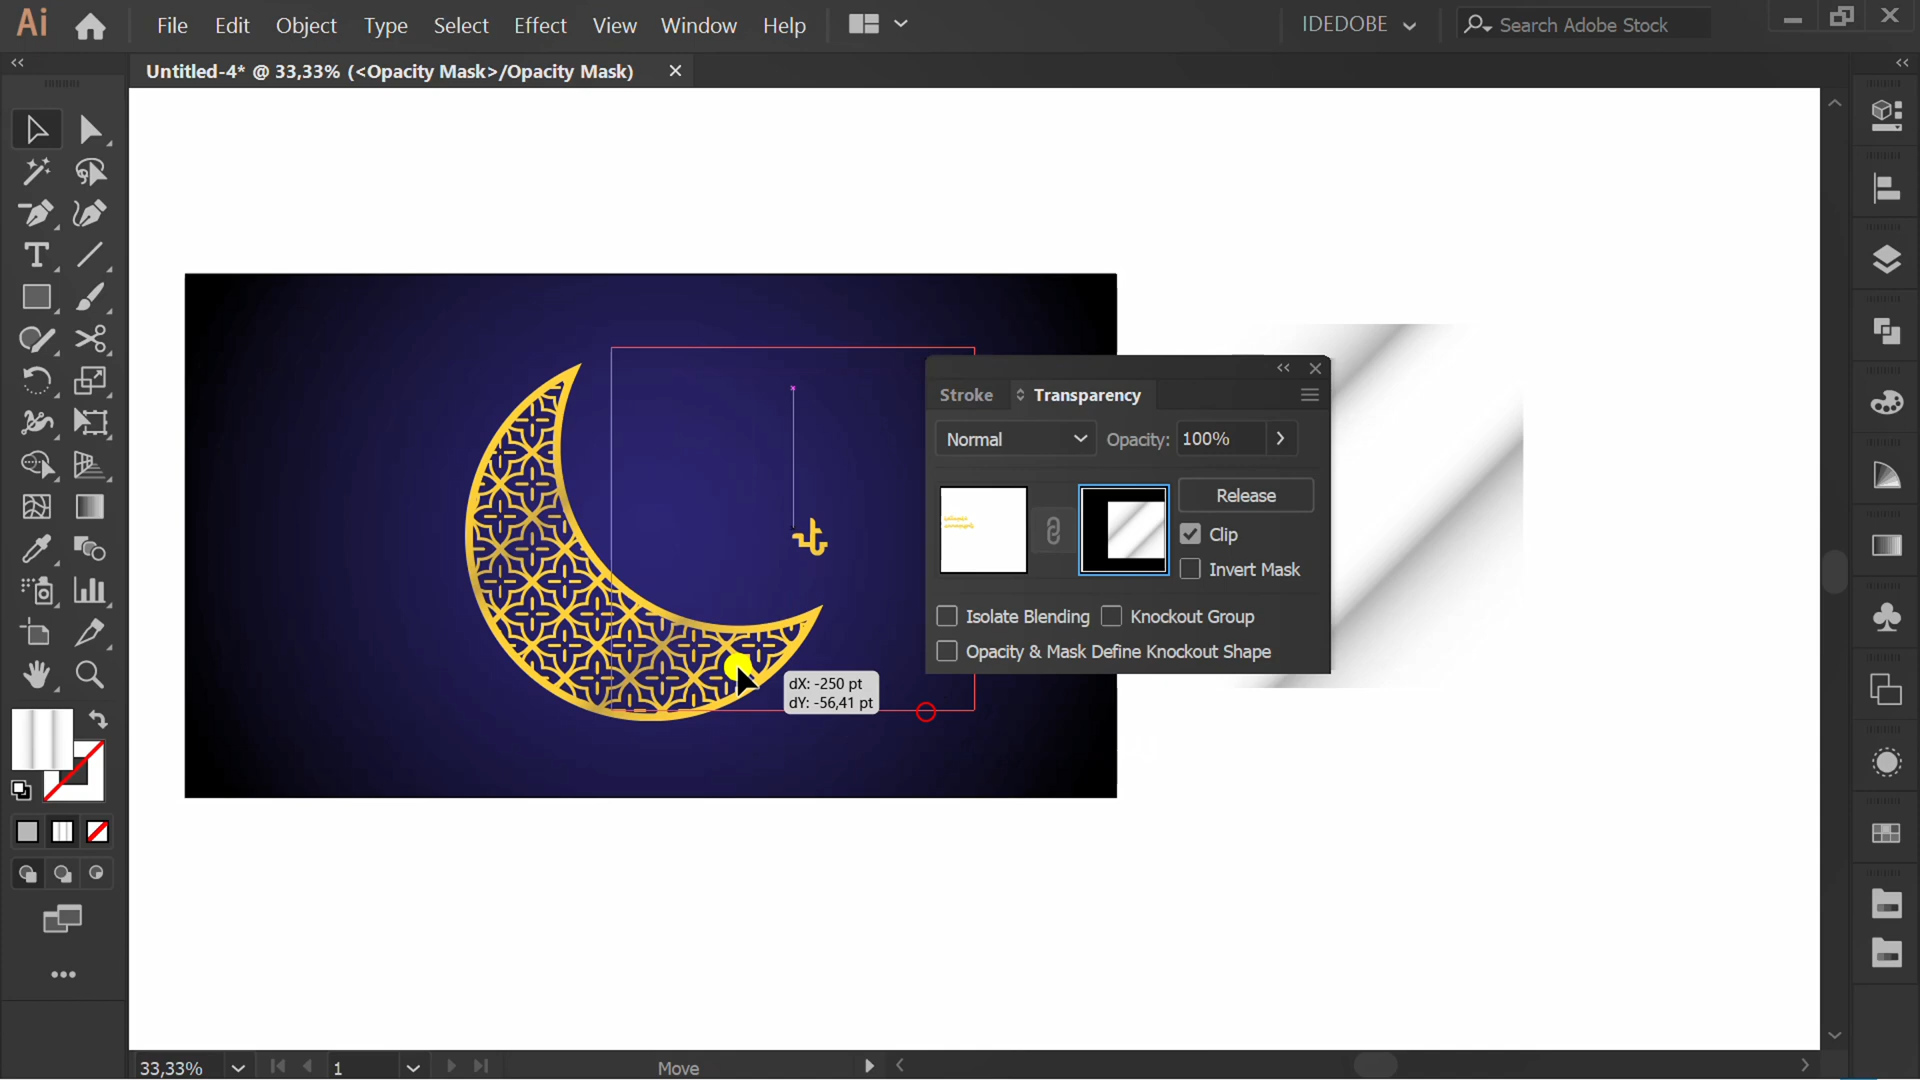 Ai File Edit Object Type Select Effect View Window Help IDEDOBE Search Adobe Stock
Untitled-4* @ 33,33% (<Opacity Mask>/Opacity Mask)
Stroke Transparency
Normal Opacity: 100%
Release
Clip
Invert Mask
Isolate Blending Knockout Group
Opacity & Mask Define Knockout Shape
dX: -250 pt
dY: -56,41 pt
33,33% 1 Move